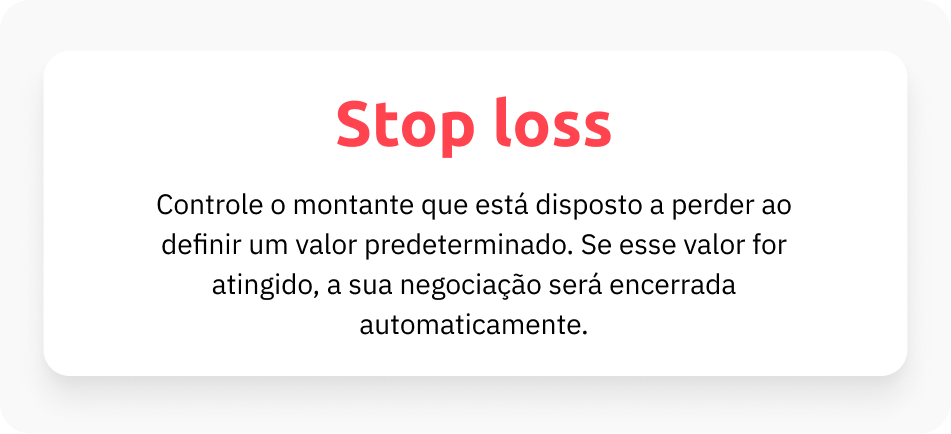 Stop loss
Controle o montante que está disposto a perder ao
definir um valor predeterminado. Se esse valor for
atingido, a sua negociação será encerrada
automaticamente.